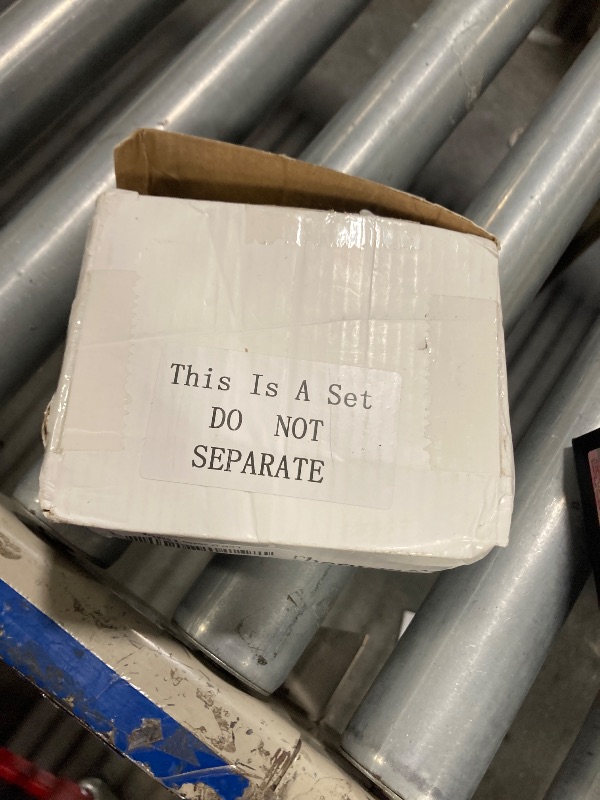 This Is A Set
DO NOT
SEPARATE